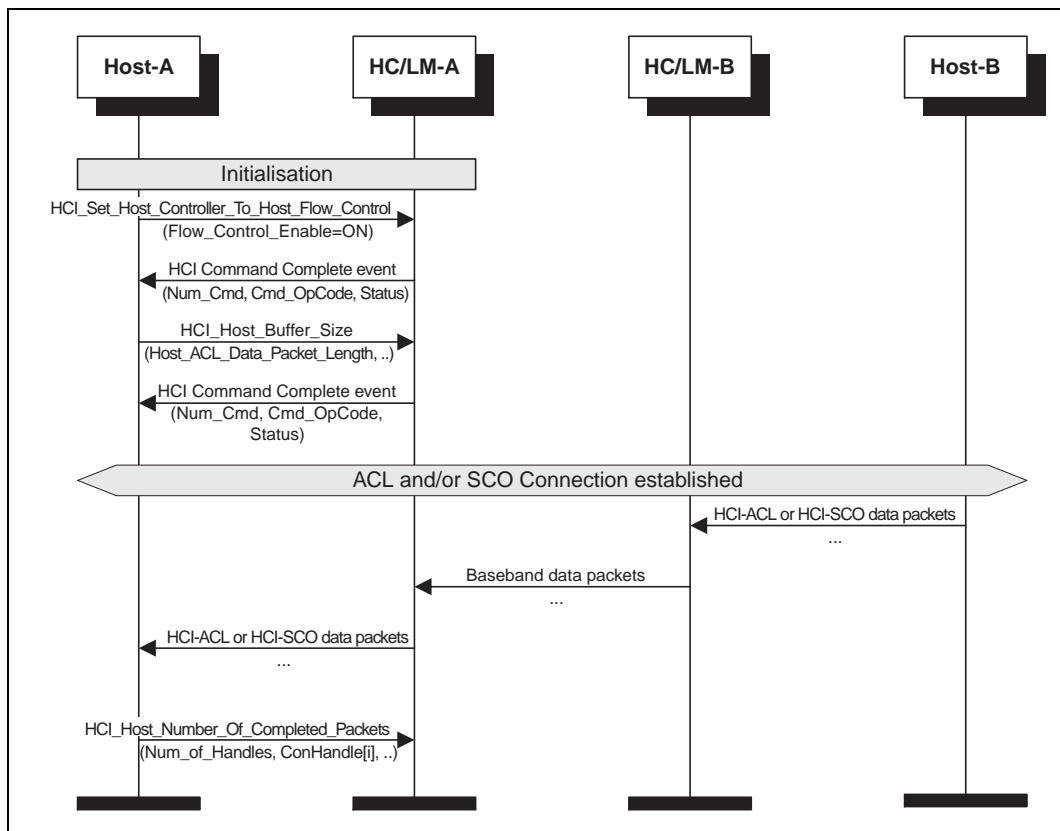 Host-A
HC/LM-A
HC/LM-B
Host-B
Initialisation
HCI_Set_Host_Controller_To_Host_Flow_Control
(Flow_Control_Enable=ON)
HCI Command Complete event
(Num_Cmd, Cmd_OpCode, Status)
HCI_Host_Buffer_Size
(Host_ACL_Data_Packet_Length, ..)
HCI Command Complete event
(Num_Cmd, Cmd_OpCode,
Status)
ACL and/or SCO Connection established
HCI-ACL or HCI-SCO data packets
...
Baseband data packets
...
HCI-ACL or HCI-SCO data packets
...
HCI_Host_Number_Of_Completed_Packets
(Num_of_Handles, ConHandle[i], ..)